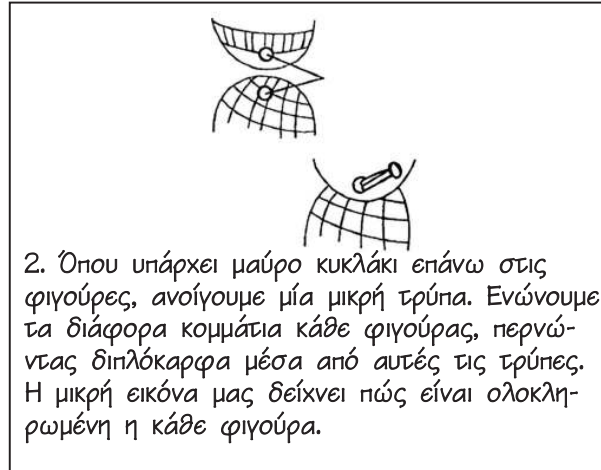 2. Όπου υπάρχει μαύρο κυκλάκι επάνω στις
φιγούρες, ανοίγουμε μία μικρή τρύπα. Ενώνουμε
τα διάφορα κομμάτια κάθε φιγούρας, περνώ-
ντας διπλόκαρφα μέσα από αυτές τις τρύπες.
Η μικρή εικόνα μας δείχνει πώς είναι ολοκλη-
ρωμένη η κάθε φιγούρα.